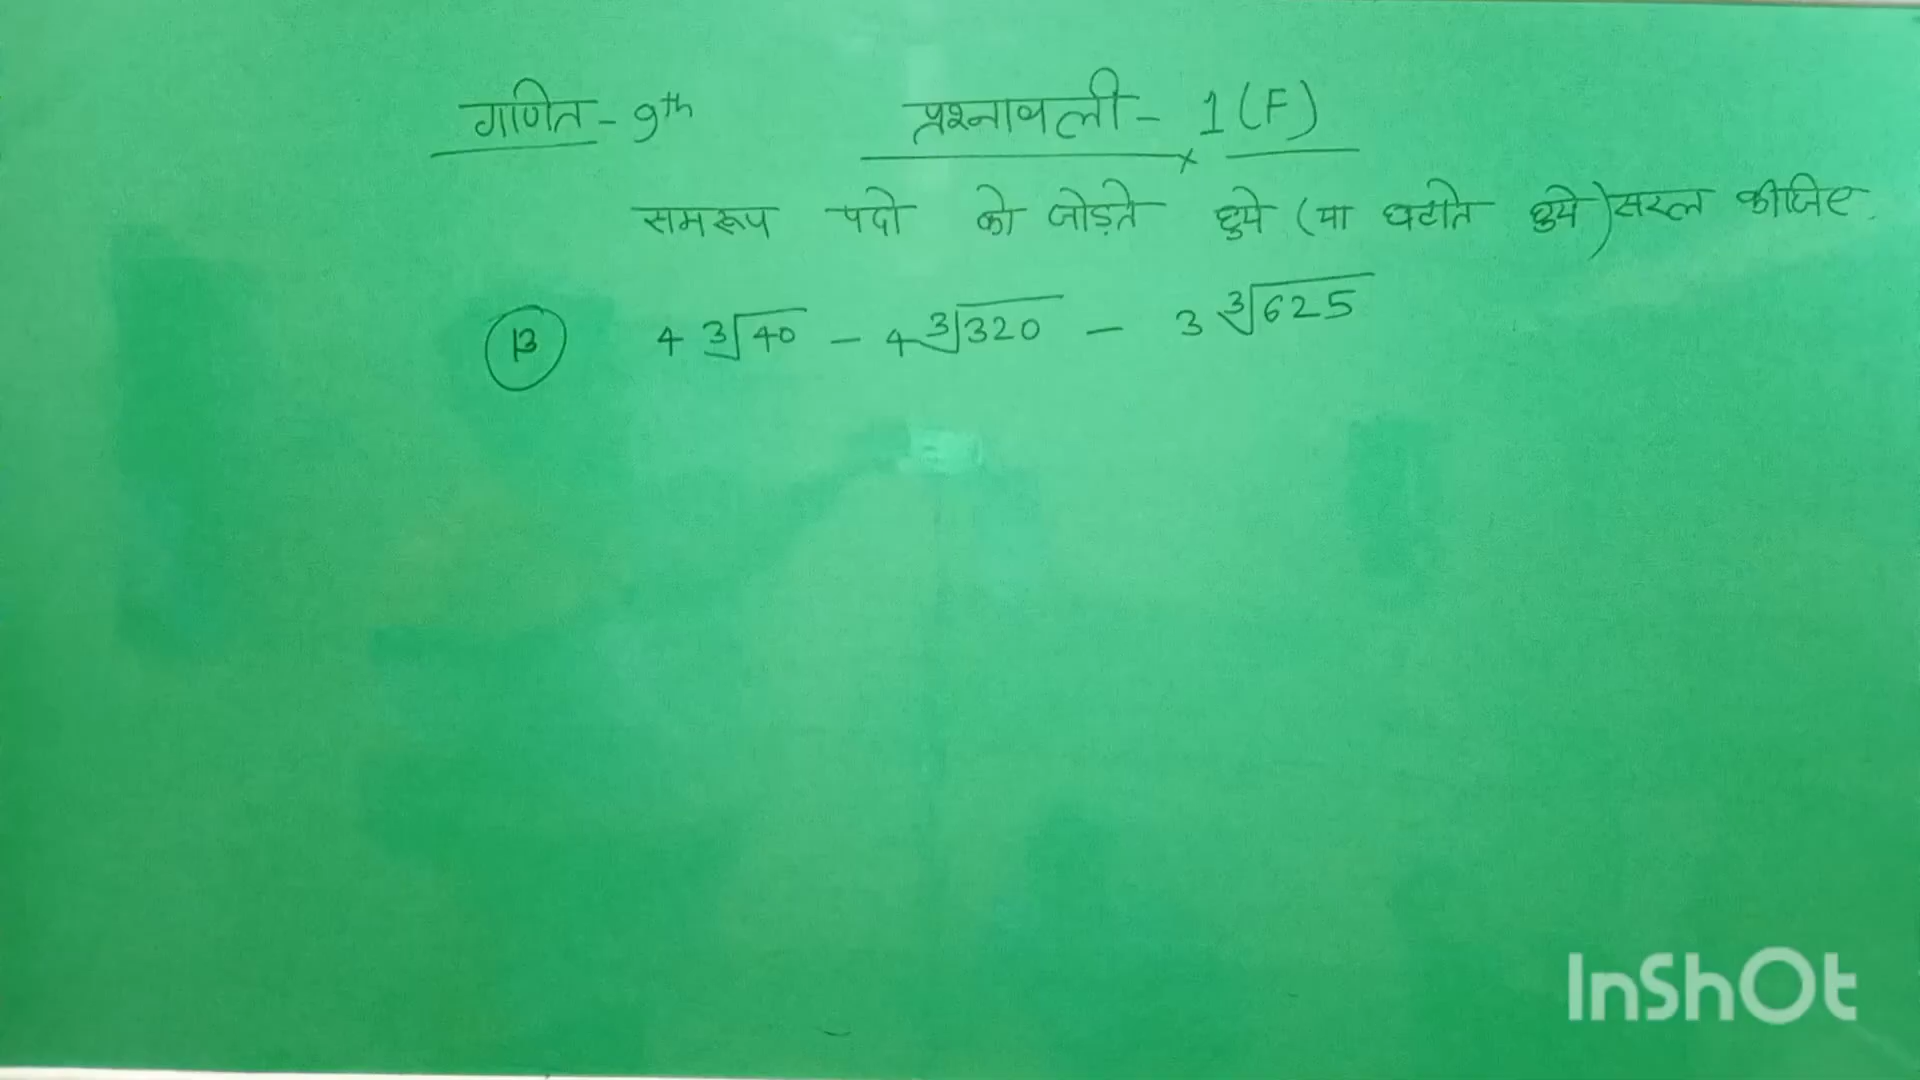 गणित - 9th प्रश्नावली - 1 (F)
समरूप पदो को जोड़ते हुये (या घटाते हुये) सरल कीजिए.
13 4 ∛40 - 4 ∛320 - 3 ∛625
InShOt